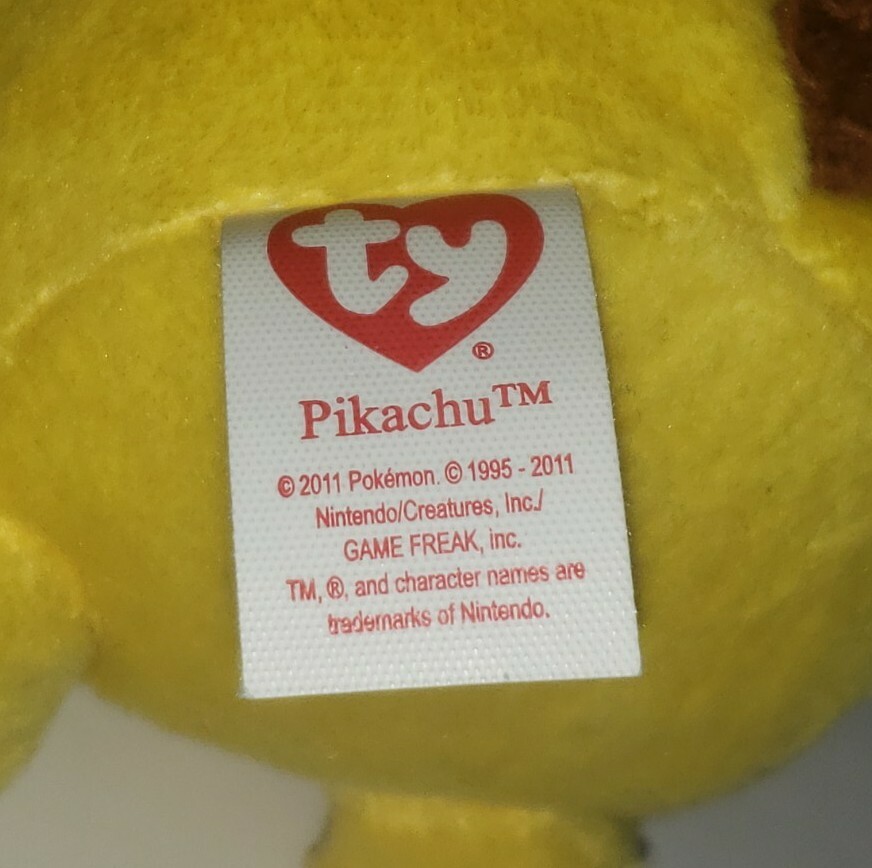 ty
®
Pikachu™
© 2011 Pokémon. © 1995 - 2011
Nintendo/Creatures, Inc./
GAME FREAK, inc.
TM, ®, and character names are
trademarks of Nintendo.